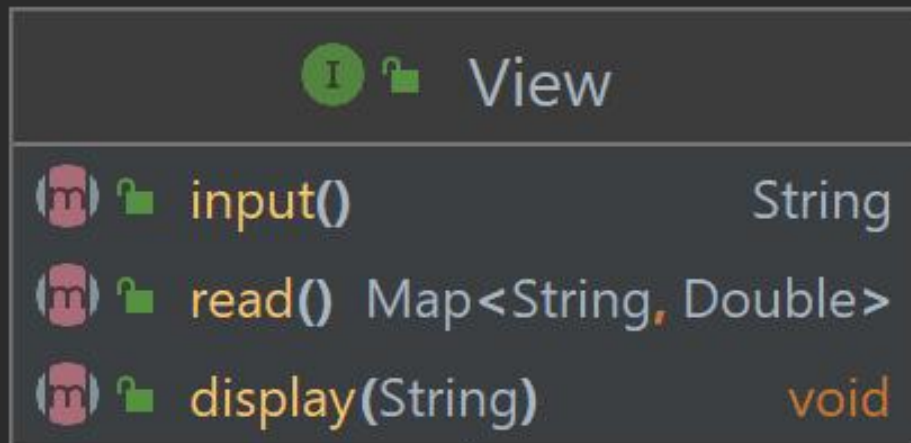 I View
m input() String
m read() Map<String, Double>
m display(String) void